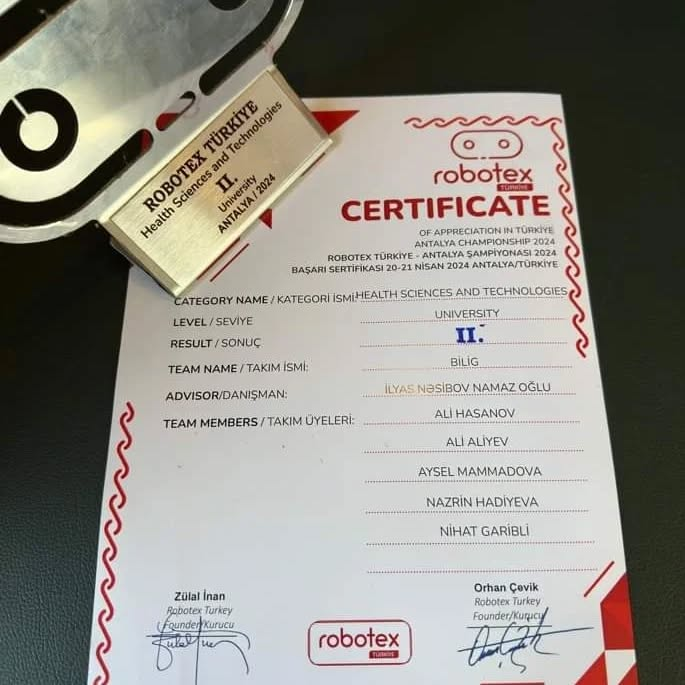 ROBOTEX TÜRKİYE
Health Sciences and Technologies
II.
University
ANTALYA / 2024
robotex
TÜRKİYE
CERTIFICATE
OF APPRECIATION IN TÜRKİYE
ANTALYA CHAMPIONSHIP 2024
ROBOTEX TÜRKİYE - ANTALYA ŞAMPİYONASI 2024
BAŞARI SERTİFİKASI 20-21 NİSAN 2024 ANTALYA/TÜRKİYE
CATEGORY NAME / KATEGORİ İSMİ: HEALTH SCIENCES AND TECHNOLOGIES
LEVEL / SEVİYE UNIVERSITY
RESULT / SONUÇ II.
TEAM NAME / TAKIM İSMİ: BİLİG
ADVISOR/DANIŞMAN: İLYAS NƏSİBOV NAMAZ OĞLU
TEAM MEMBERS / TAKIM ÜYELERİ: ALİ HASANOV
ALİ ALİYEV
AYSEL MAMMADOVA
NAZRIN HADİYEVA
NİHAT GARİBLİ
Zülal İnan
Robotex Turkey
Founder/Kurucu
Orhan Çevik
Robotex Turkey
Founder/Kurucu
robotex
TÜRKİYE